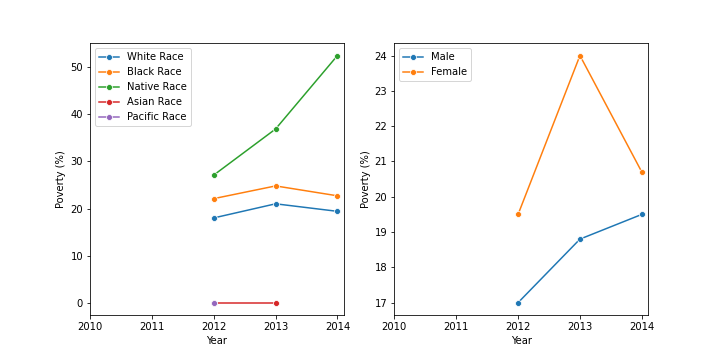 White Race
Black Race
Native Race
Asian Race
Pacific Race
50
40
30
20
10
0
Poverty (%)
2010 2011 2012 2013 2014
Year
Male
Female
24
23
22
21
20
19
18
17
Poverty (%)
2010 2011 2012 2013 2014
Year